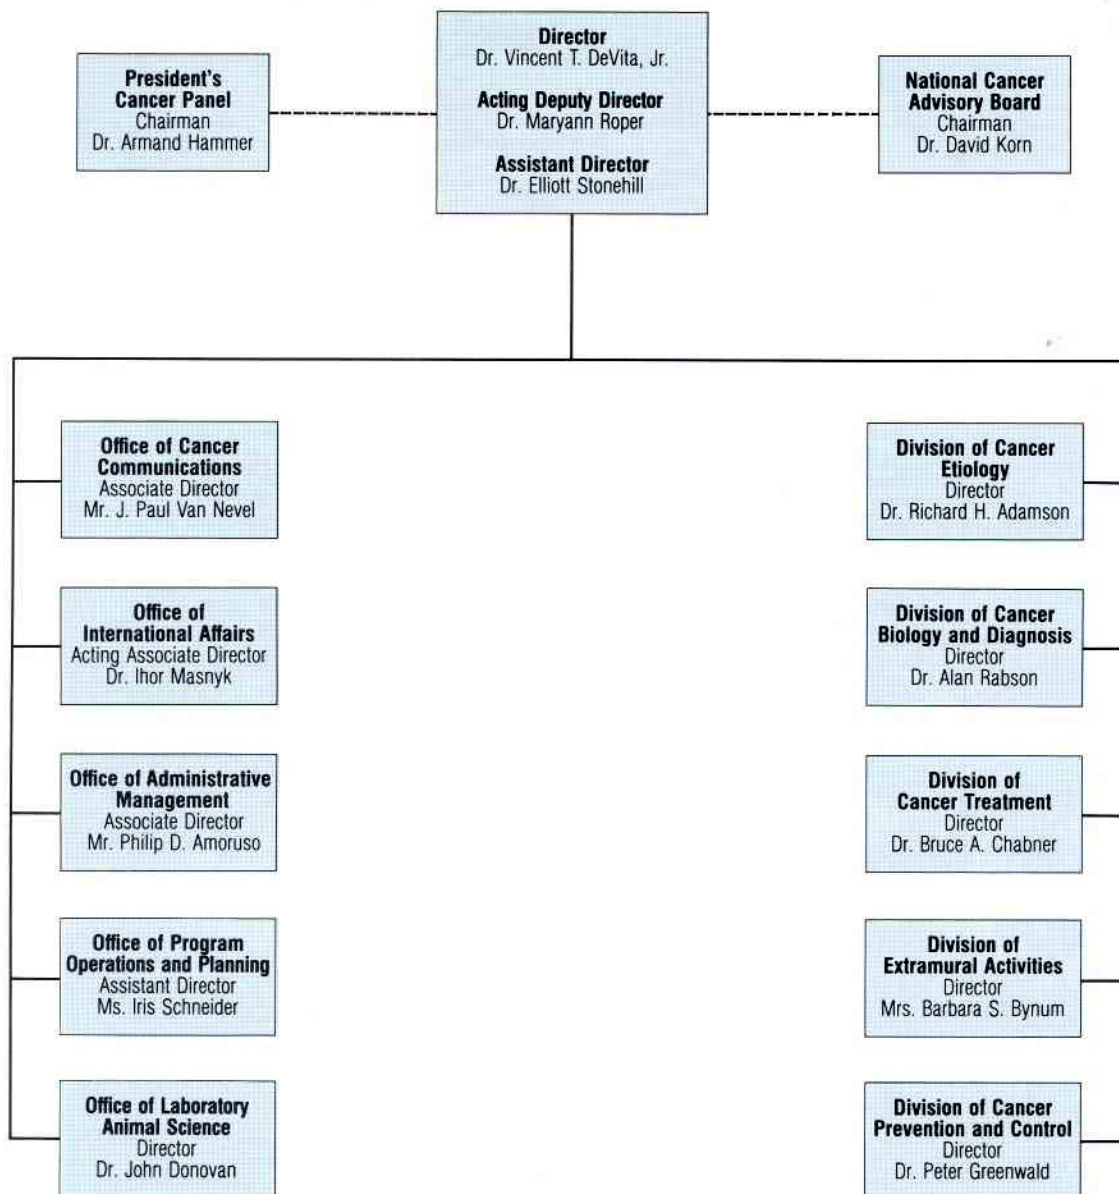 Director
Dr. Vincent T. DeVita, Jr.
Acting Deputy Director
Dr. Maryann Roper
Assistant Director
Dr. Elliott Stonehill
President's
Cancer Panel
Chairman
Dr. Armand Hammer
National Cancer
Advisory Board
Chairman
Dr. David Korn
Office of Cancer
Communications
Associate Director
Mr. J. Paul Van Nevel
Office of
International Affairs
Acting Associate Director
Dr. Ihor Masnyk
Office of Administrative
Management
Associate Director
Mr. Philip D. Amoruso
Office of Program
Operations and Planning
Assistant Director
Ms. Iris Schneider
Office of Laboratory
Animal Science
Director
Dr. John Donovan
Division of Cancer
Etiology
Director
Dr. Richard H. Adamson
Division of Cancer
Biology and Diagnosis
Director
Dr. Alan Rabson
Division of
Cancer Treatment
Director
Dr. Bruce A. Chabner
Division of
Extramural Activities
Director
Mrs. Barbara S. Bynum
Division of Cancer
Prevention and Control
Director
Dr. Peter Greenwald